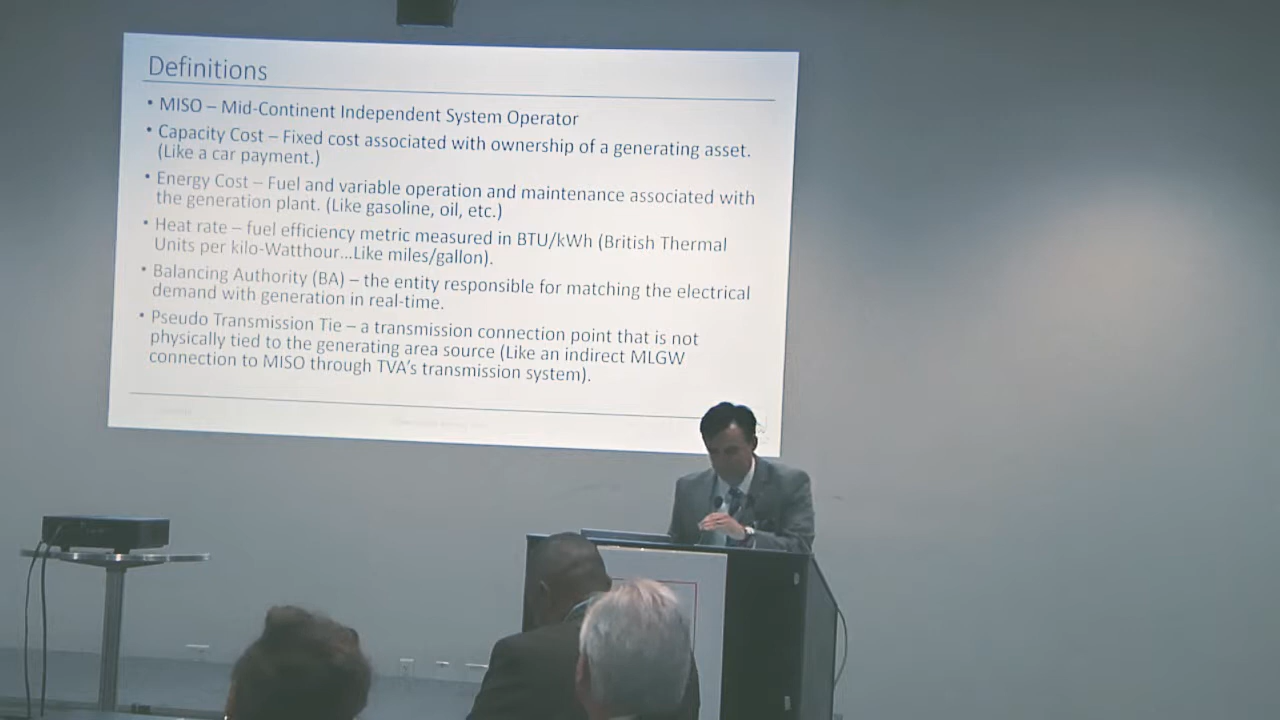 Definitions
• MISO – Mid-Continent Independent System Operator
• Capacity Cost – Fixed cost associated with ownership of a generating asset.
(Like a car payment.)
• Energy Cost – Fuel and variable operation and maintenance associated with
the generation plant. (Like gasoline, oil, etc.)
• Heat rate – fuel efficiency metric measured in BTU/kWh (British Thermal
Units per kilo-Watthour...Like miles/gallon).
• Balancing Authority (BA) – the entity responsible for matching the electrical
demand with generation in real-time.
• Pseudo Transmission Tie – a transmission connection point that is not
physically tied to the generating area source (Like an indirect MLGW
connection to MISO through TVA's transmission system).